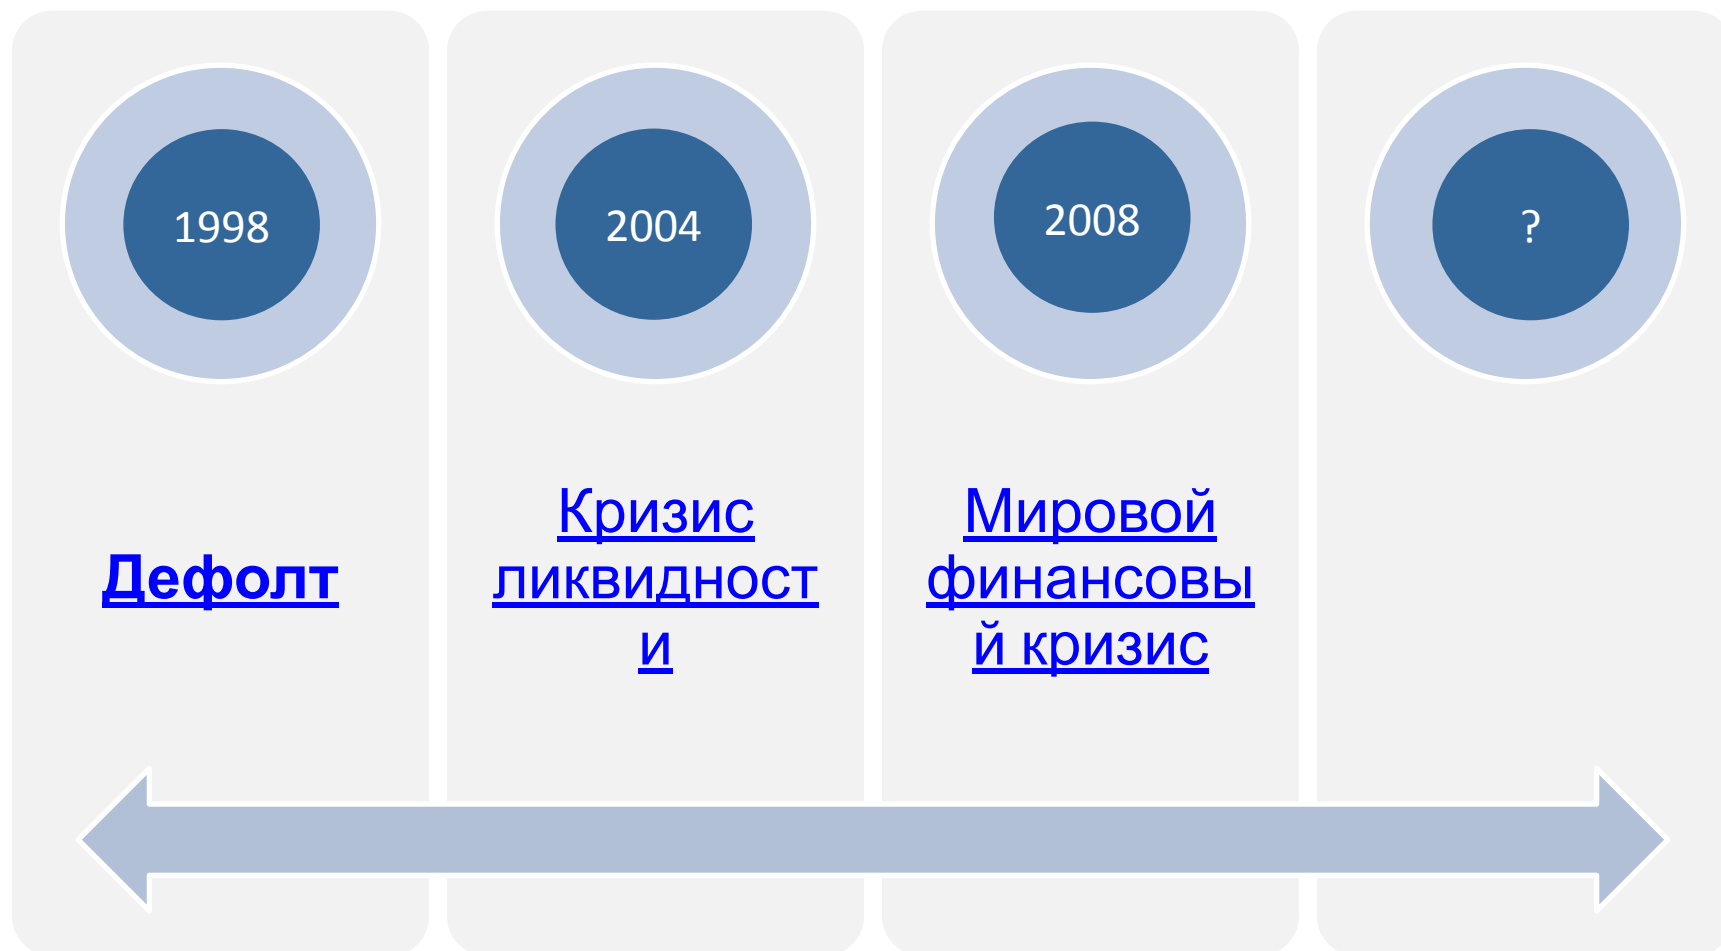 1998
2004
2008
?
Дефолт
Кризис
ликвидност
и
Мировой
финансовы
й кризис